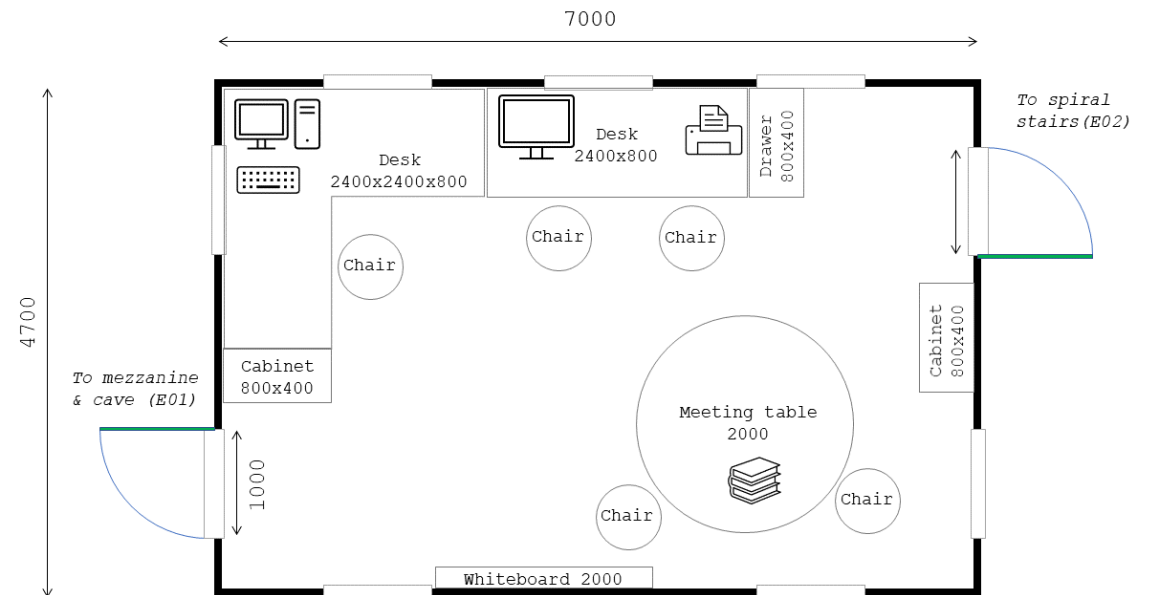 7000
To spiral
stairs(E02)
Desk
2400x2400x800
Desk
2400x800
Drawer
800x400
Chair
Chair
Chair
4700
Cabinet
800x400
Cabinet
800x400
To mezzanine
& cave (E01)
Meeting table
2000
1000
Chair
Chair
Whiteboard 2000